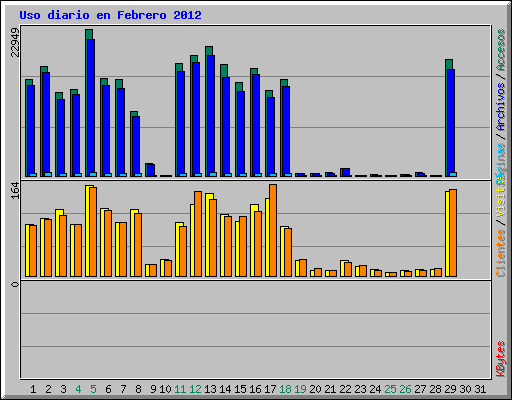 Uso diario en Febrero 2012
22949
164
0
Accesos / Archivos / Páginas
Clientes / Visitas
KBytes
1 2 3 4 5 6 7 8 9 10 11 12 13 14 15 16 17 18 19 20 21 22 23 24 25 26 27 28 29 30 31